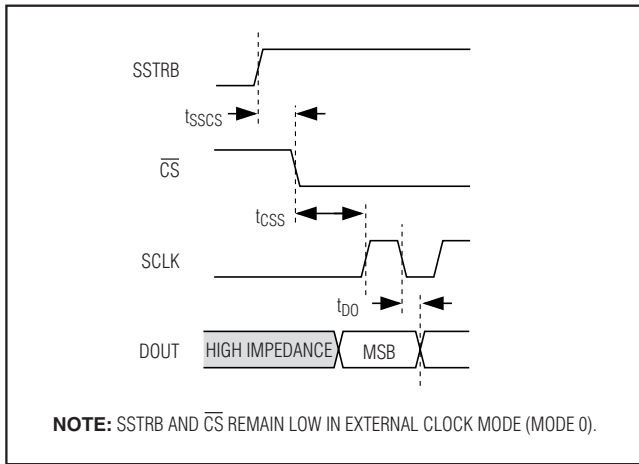 SSTRB
tSSCS
CS
tCSS
SCLK
tDO
DOUT
HIGH IMPEDANCE
MSB
NOTE: SSTRB AND CS REMAIN LOW IN EXTERNAL CLOCK MODE (MODE 0).